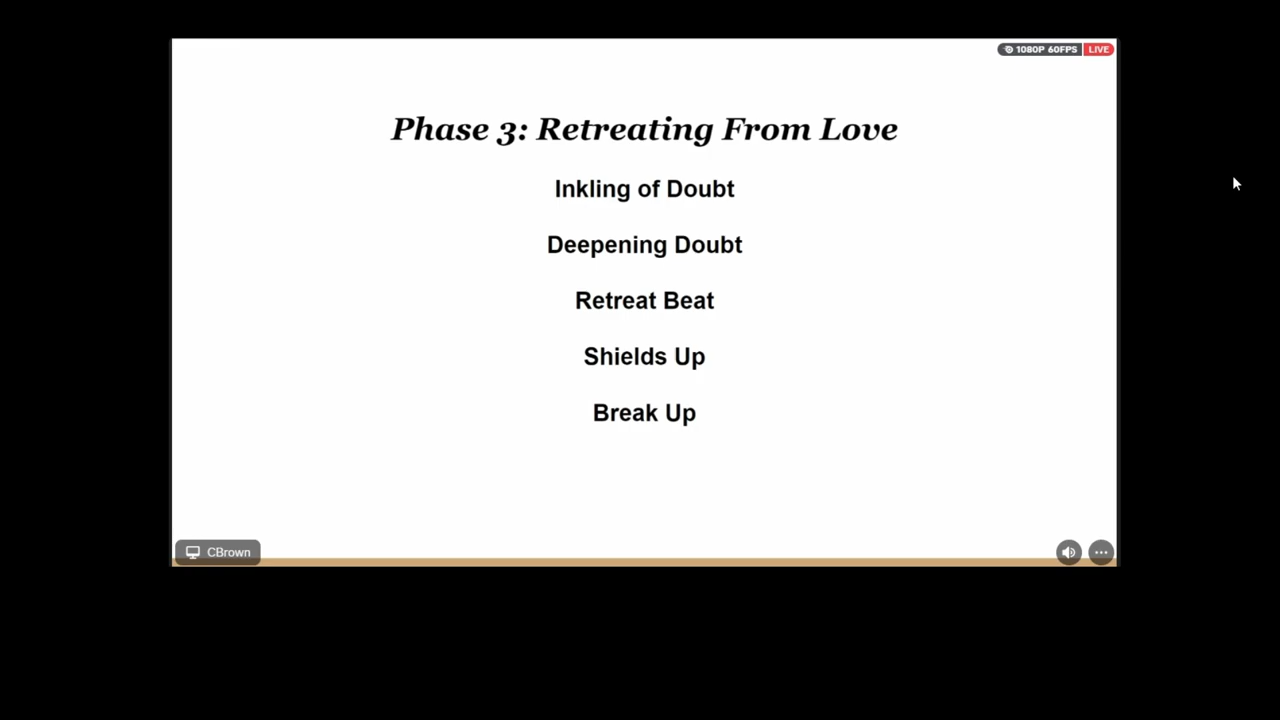 1080P 60FPS LIVE
Phase 3: Retreating From Love
Inkling of Doubt
Deepening Doubt
Retreat Beat
Shields Up
Break Up
CBrown